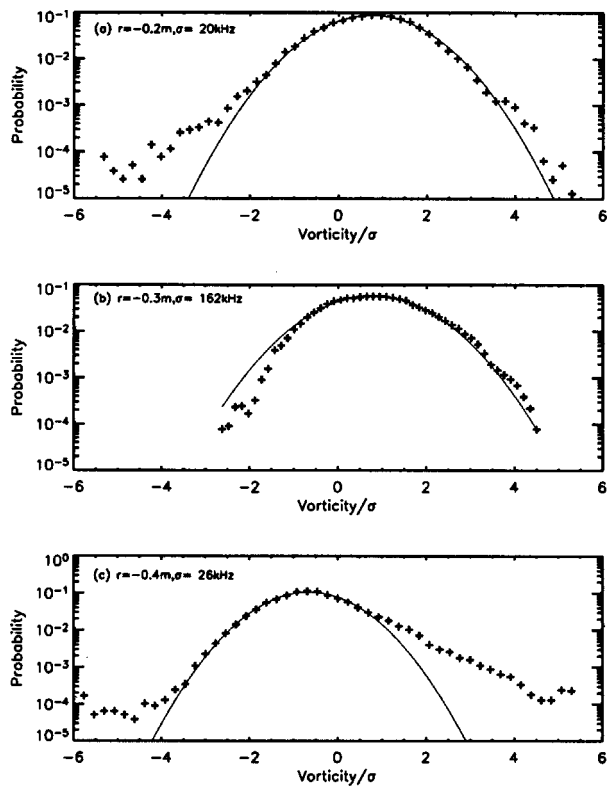 (a) r=-0.2m,σ= 20kHz
10⁻¹
10⁻²
10⁻³
10⁻⁴
10⁻⁵
Probability
-6 -4 -2 0 2 4 6
Vorticity/σ
(b) r=-0.3m,σ= 162kHz
10⁻¹
10⁻²
10⁻³
10⁻⁴
10⁻⁵
Probability
-6 -4 -2 0 2 4 6
Vorticity/σ
(c) r=-0.4m,σ= 26kHz
10⁰
10⁻¹
10⁻²
10⁻³
10⁻⁴
10⁻⁵
Probability
-6 -4 -2 0 2 4 6
Vorticity/σ